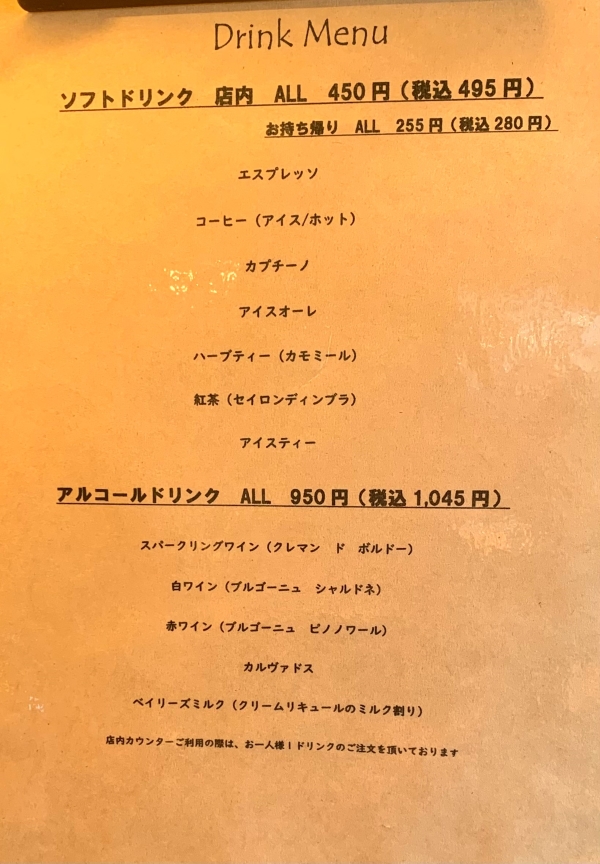 Drink Menu
ソフトドリンク 店内 ALL 450円（税込495円）
お持ち帰り ALL 255円（税込280円）
エスプレッソ
コーヒー（アイス/ホット）
カプチーノ
アイスオーレ
ハーブティー（カモミール）
紅茶（セイロンディンブラ）
アイスティー
アルコールドリンク ALL 950円（税込1,045円）
スパークリングワイン（クレマン ド ボルドー）
白ワイン（ブルゴーニュ シャルドネ）
赤ワイン（ブルゴーニュ ピノノワール）
カルヴァドス
ベイリーズミルク（クリームリキュールのミルク割り）
店内カウンターご利用の際は、お一人様1ドリンクのご注文を頂いております